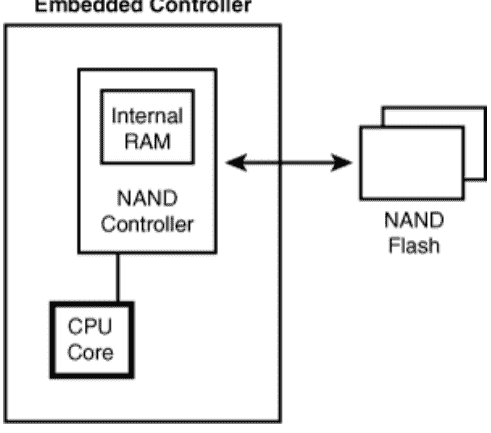 Embedded Controller
Internal
RAM
NAND
Controller
NAND
Flash
CPU
Core